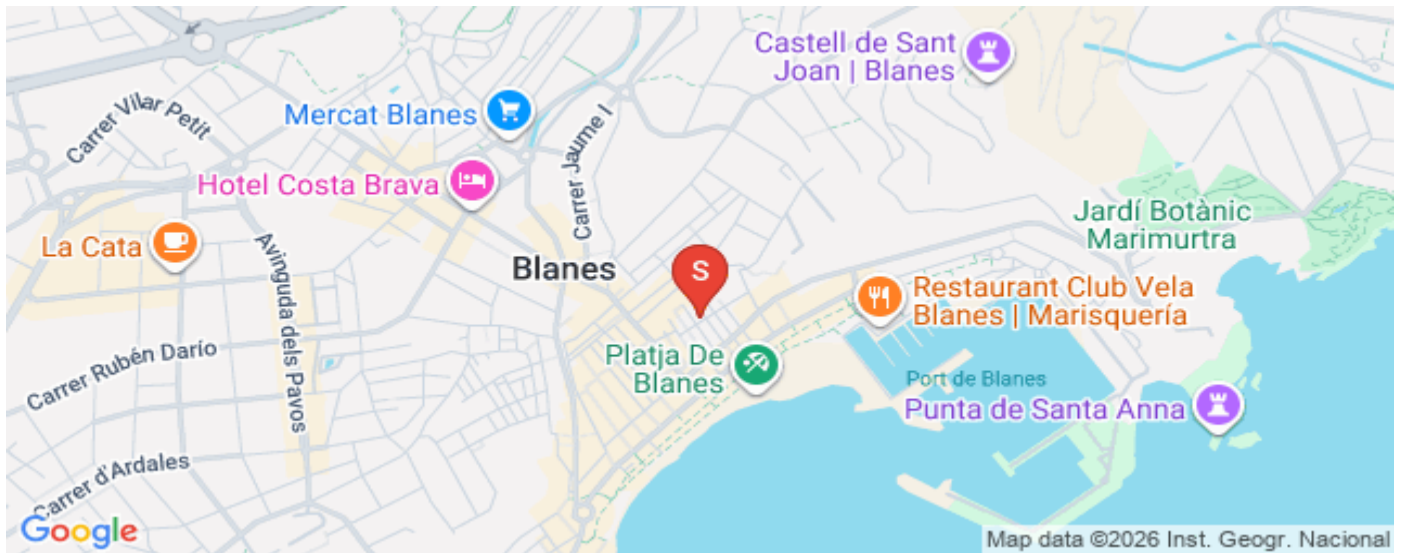 Castell de Sant
Joan | Blanes
Mercat Blanes
Carrer Vilar Petit
Carrer Jaume I
Hotel Costa Brava
La Cata
Avinguda dels Pavos
Jardí Botànic
Marimurtra
Blanes
S
Restaurant Club Vela
Blanes | Marisquería
Carrer Rubén Darío
Platja De
Blanes
Port de Blanes
Punta de Santa Anna
Carrer d'Ardales
Google
Map data ©2026 Inst. Geogr. Nacional